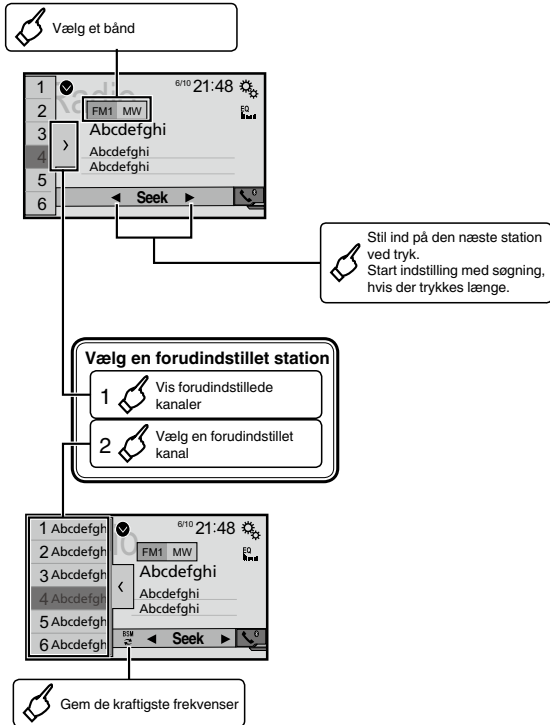 Vælg et bånd
1
2
3
4
5
6
Radio
6/10 21:48
EQ
FM1 MW
Abcdefghi
Abcdefghi
Abcdefghi
◄ Seek ►
Stil ind på den næste station
ved tryk.
Start indstilling med søgning,
hvis der trykkes længe.
Vælg en forudindstillet station
1 Vis forudindstillede
kanaler
2 Vælg en forudindstillet
kanal
1 Abcdefgh
2 Abcdefgh
3 Abcdefgh
4 Abcdefgh
5 Abcdefgh
6 Abcdefgh
6/10 21:48
EQ
FM1 MW
Abcdefghi
Abcdefghi
Abcdefghi
BSM
◄ Seek ►
Gem de kraftigste frekvenser